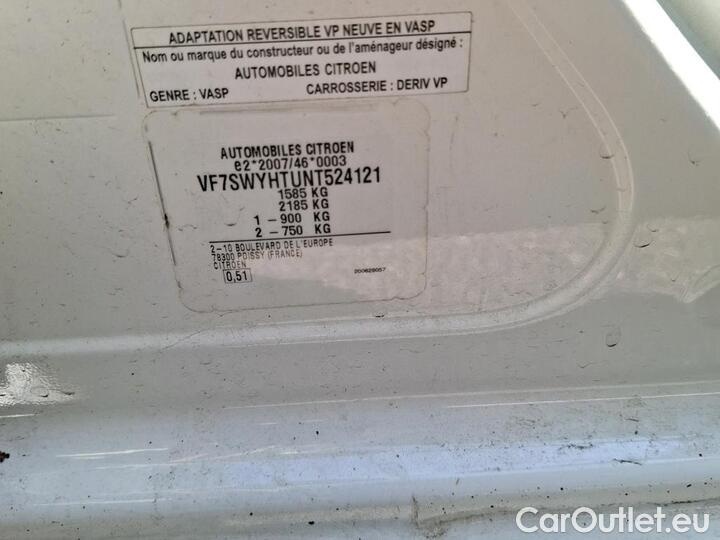 ADAPTATION REVERSIBLE VP NEUVE EN VASP
Nom ou marque du constructeur ou de l'aménageur désigné :
AUTOMOBILES CITROEN
GENRE : VASP CARROSSERIE : DERIV VP
AUTOMOBILES CITROEN
e2*2007/46*0003
VF7SWYHTUNT524121
1585 KG
2185 KG
1 -900 KG
2 -750 KG
2-10 BOULEVARD DE L'EUROPE
78300 POISSY (FRANCE)
CITROEN
0,51
200629057
CarOutlet.eu